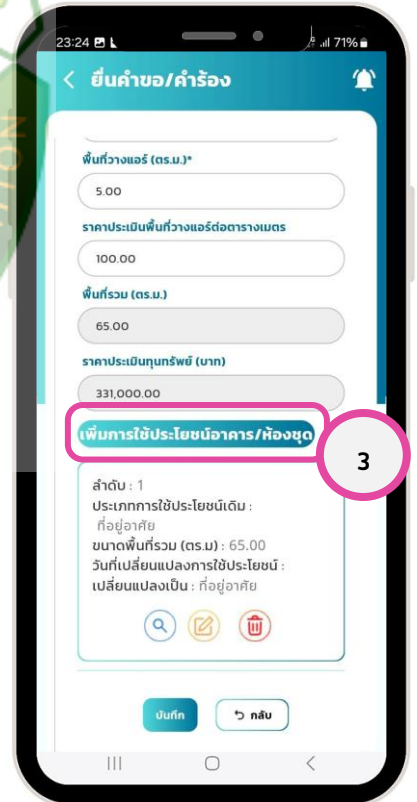 23:24
71%
ยื่นคำขอ/คำร้อง
พื้นที่วางแอร์ (ตร.ม.)*
5.00
ราคาประเมินพื้นที่วางแอร์ต่อตารางเมตร
100.00
พื้นที่รวม (ตร.ม.)
65.00
ราคาประเมินทุนทรัพย์ (บาท)
331,000.00
เพิ่มการใช้ประโยชน์อาคาร/ห้องชุด
3
ลำดับ : 1
ประเภทการใช้ประโยชน์เดิม :
ที่อยู่อาศัย
ขนาดพื้นที่รวม (ตร.ม) : 65.00
วันที่เปลี่ยนแปลงการใช้ประโยชน์ :
เปลี่ยนแปลงเป็น : ที่อยู่อาศัย
บันทึก
กลับ